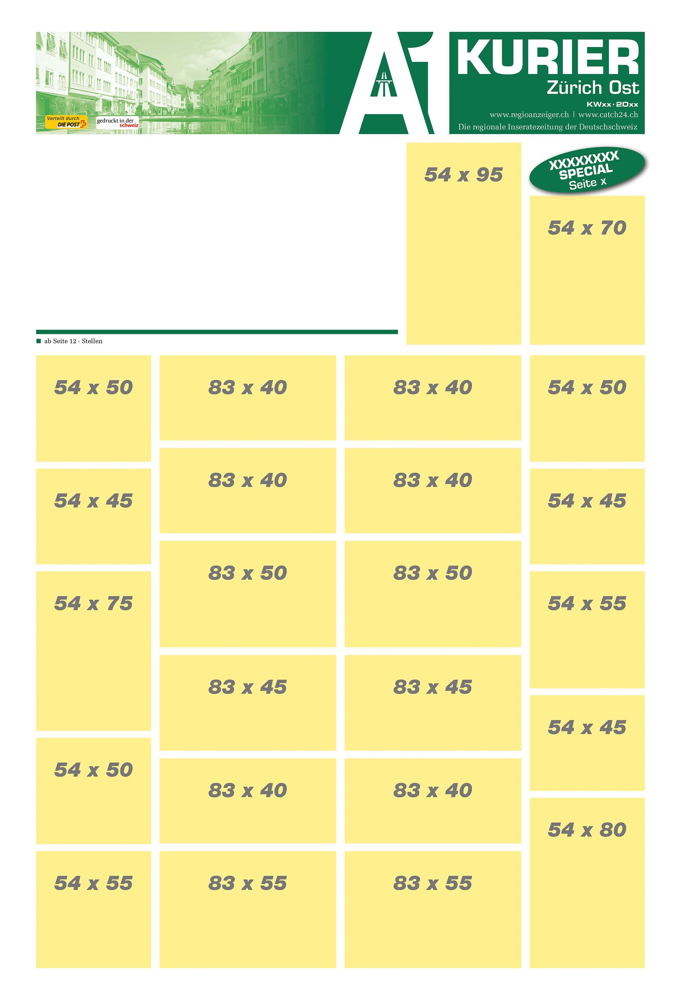 A1
KURIER
Zürich Ost
KWxx·20xx
www.regioanzeiger.ch | www.catch24.ch
Die regionale Inseratezeitung der Deutschschweiz
Verteilt durch
DIE POST
gedruckt in der
schweiz
54 x 95
XXXXXXXX
SPECIAL
Seite x
54 x 70
ab Seite 12 · Stellen
54 x 50
54 x 45
54 x 75
54 x 50
54 x 55
83 x 40
83 x 40
83 x 50
83 x 45
83 x 40
83 x 55
83 x 40
83 x 40
83 x 50
83 x 45
83 x 40
83 x 55
54 x 50
54 x 45
54 x 55
54 x 45
54 x 80